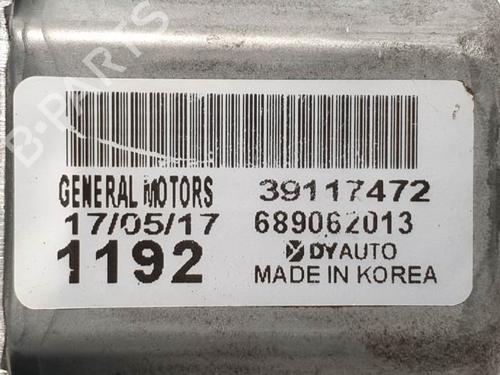 B-PARTS
GENERAL MOTORS 39117472
17/05/17 689062013
1192 DYAUTO
MADE IN KOREA